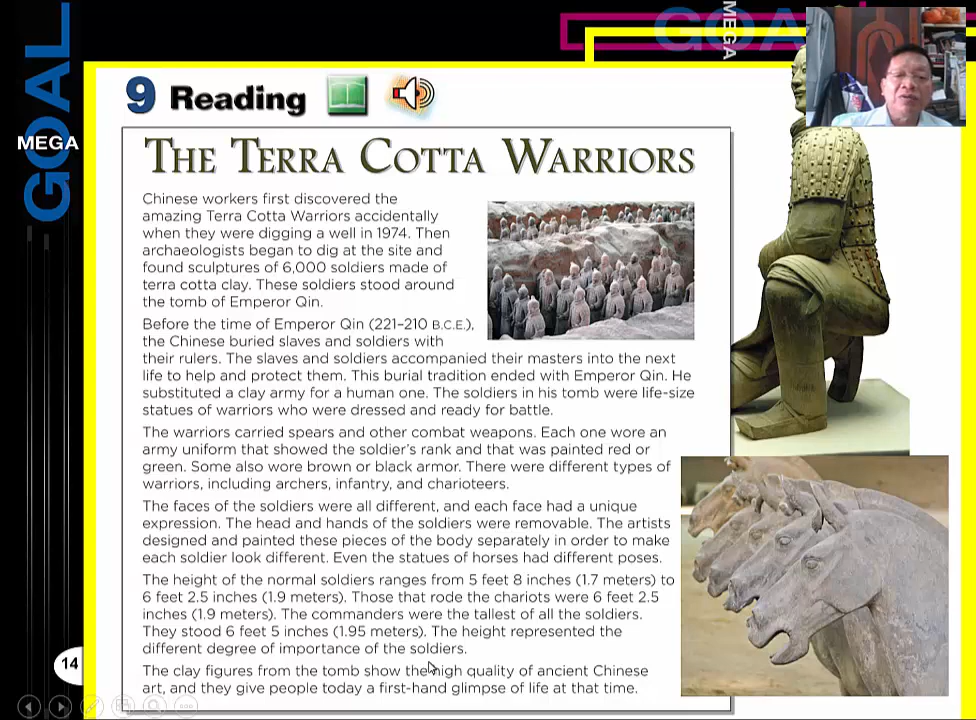 GOAL
MEGA
GOAL
MEGA
9 Reading
THE TERRA COTTA WARRIORS
Chinese workers first discovered the
amazing Terra Cotta Warriors accidentally
when they were digging a well in 1974. Then
archaeologists began to dig at the site and
found sculptures of 6,000 soldiers made of
terra cotta clay. These soldiers stood around
the tomb of Emperor Qin.
Before the time of Emperor Qin (221–210 B.C.E.),
the Chinese buried slaves and soldiers with
their rulers. The slaves and soldiers accompanied their masters into the next
life to help and protect them. This burial tradition ended with Emperor Qin. He
substituted a clay army for a human one. The soldiers in his tomb were life-size
statues of warriors who were dressed and ready for battle.
The warriors carried spears and other combat weapons. Each one wore an
army uniform that showed the soldier's rank and that was painted red or
green. Some also wore brown or black armor. There were different types of
warriors, including archers, infantry, and charioteers.
The faces of the soldiers were all different, and each face had a unique
expression. The head and hands of the soldiers were removable. The artists
designed and painted these pieces of the body separately in order to make
each soldier look different. Even the statues of horses had different poses.
The height of the normal soldiers ranges from 5 feet 8 inches (1.7 meters) to
6 feet 2.5 inches (1.9 meters). Those that rode the chariots were 6 feet 2.5
inches (1.9 meters). The commanders were the tallest of all the soldiers.
They stood 6 feet 5 inches (1.95 meters). The height represented the
different degree of importance of the soldiers.
The clay figures from the tomb show the high quality of ancient Chinese
art, and they give people today a first-hand glimpse of life at that time.
14